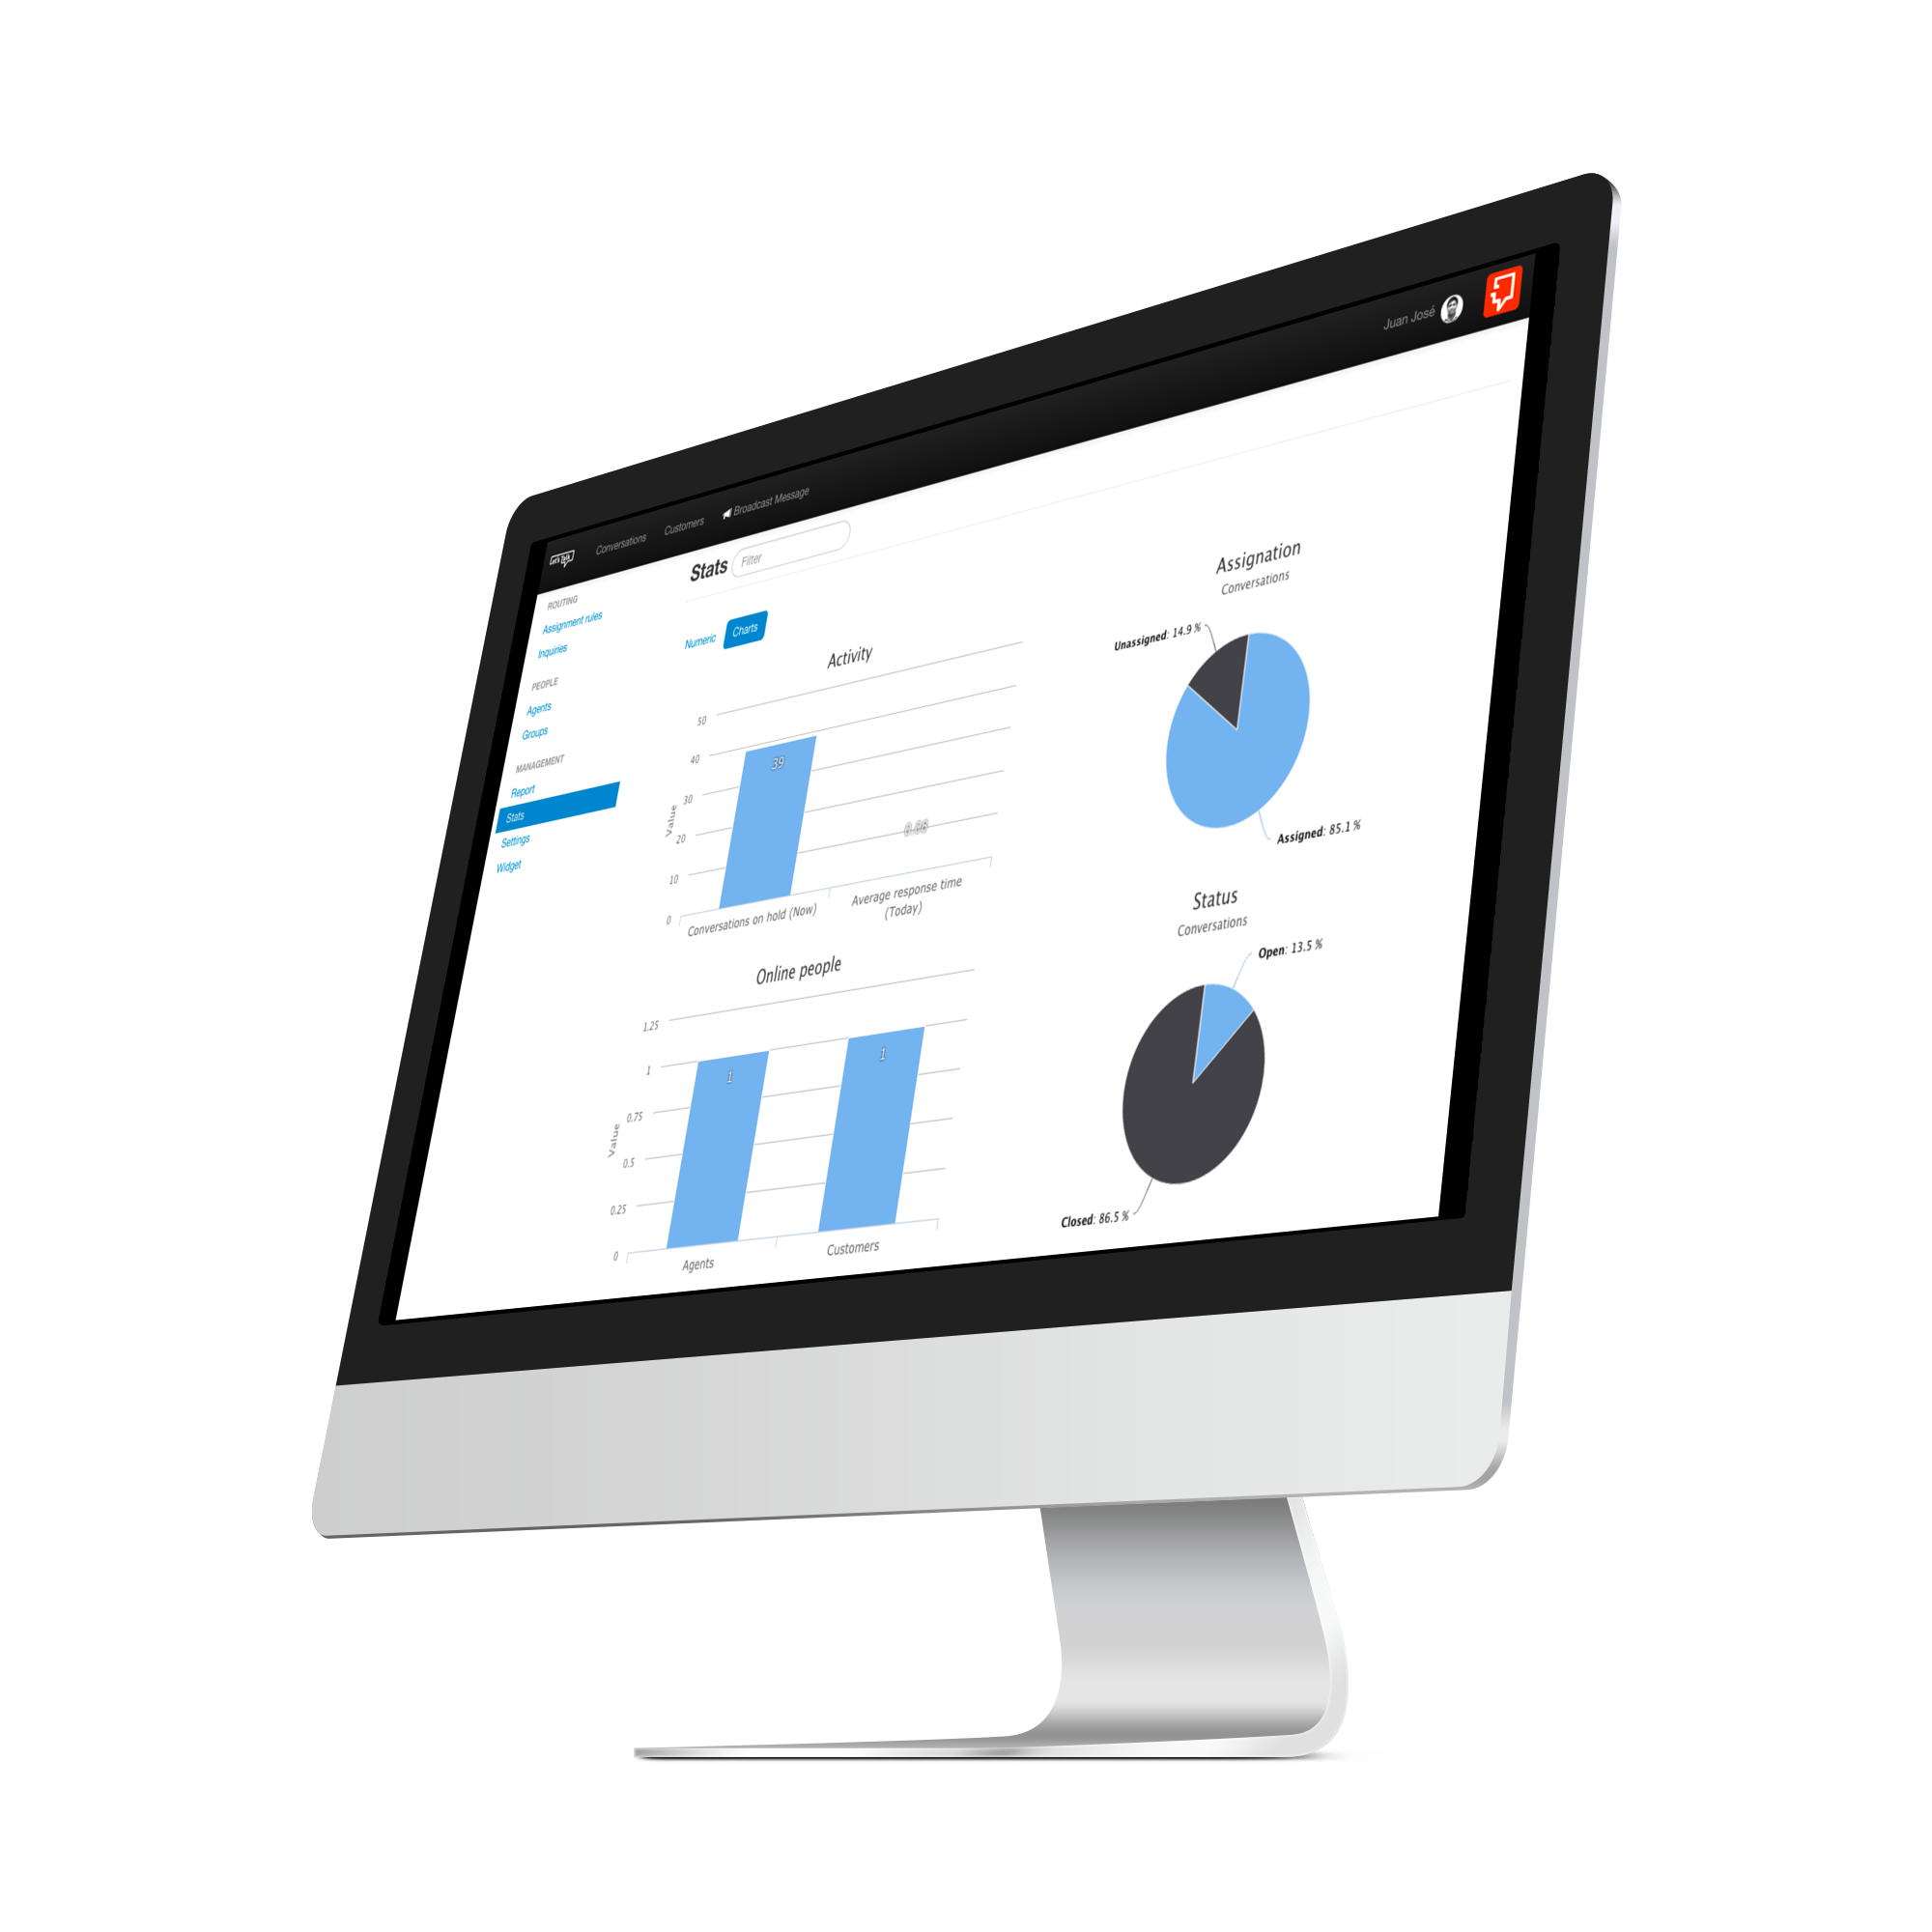 Let's Talk
Conversations
Customers
Broadcast Message
Juan José
ROUTING
Assignment rules
Inquiries
PEOPLE
Agents
Groups
MANAGEMENT
Report
Stats
Settings
Widget
Stats
Filter
Numeric
Charts
Activity
50
40
30
20
10
0
Value
39
0.08
Conversations on hold (Now)
Average response time
(Today)
Assignation
Conversations
Unassigned: 14.9 %
Assigned: 85.1 %
Online people
1.25
1
0.75
0.5
0.25
0
Value
1
1
Agents
Customers
Status
Conversations
Open: 13.5 %
Closed: 86.5 %